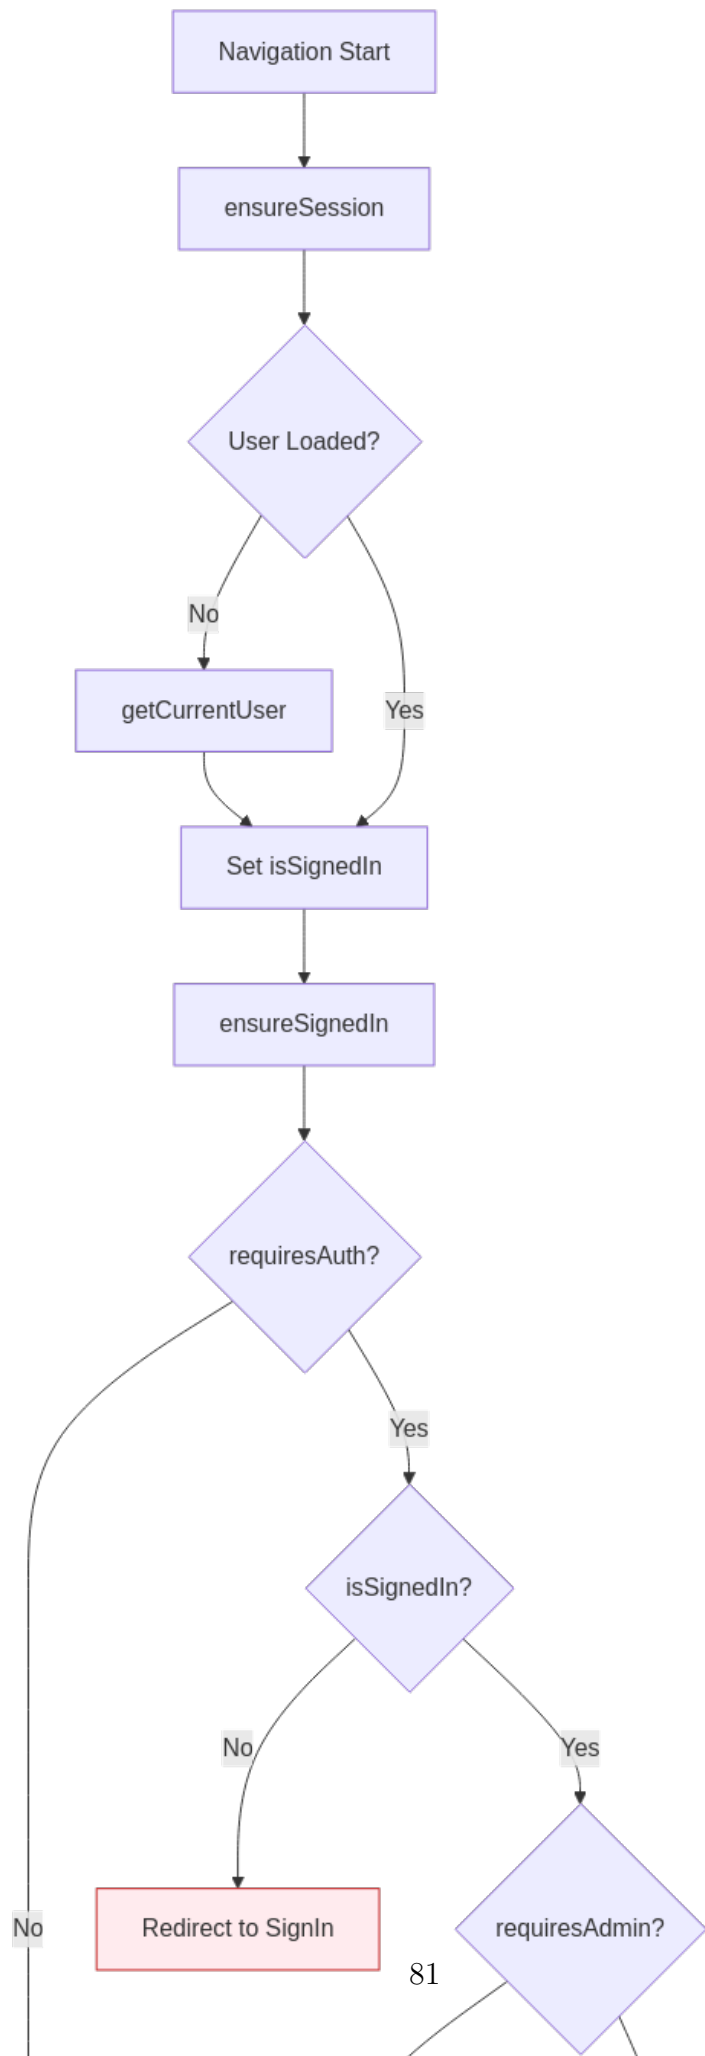 Navigation Start
ensureSession
User Loaded?
No
getCurrentUser
Yes
Set isSignedIn
ensureSignedIn
requiresAuth?
Yes
isSignedIn?
No
Yes
No
Redirect to SignIn
requiresAdmin?
81